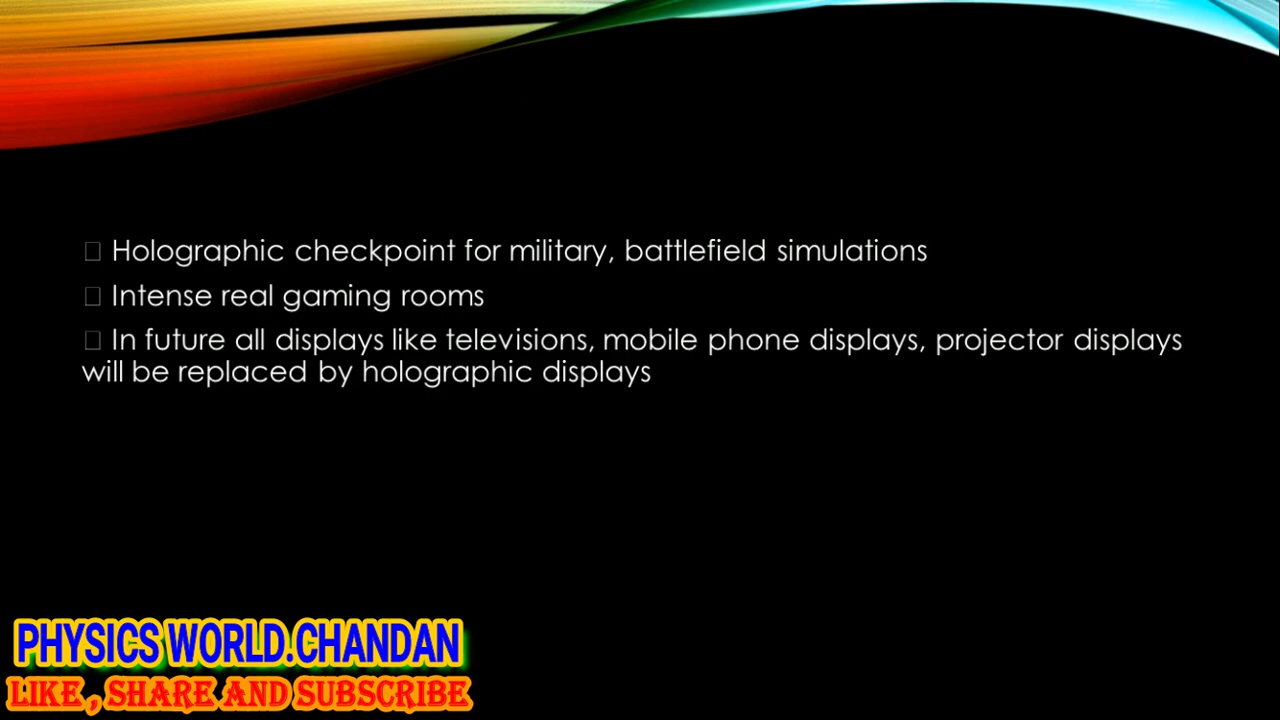 Holographic checkpoint for military, battlefield simulations
Intense real gaming rooms
In future all displays like televisions, mobile phone displays, projector displays
will be replaced by holographic displays
PHYSICS WORLD.CHANDAN
LIKE , SHARE AND SUBSCRIBE